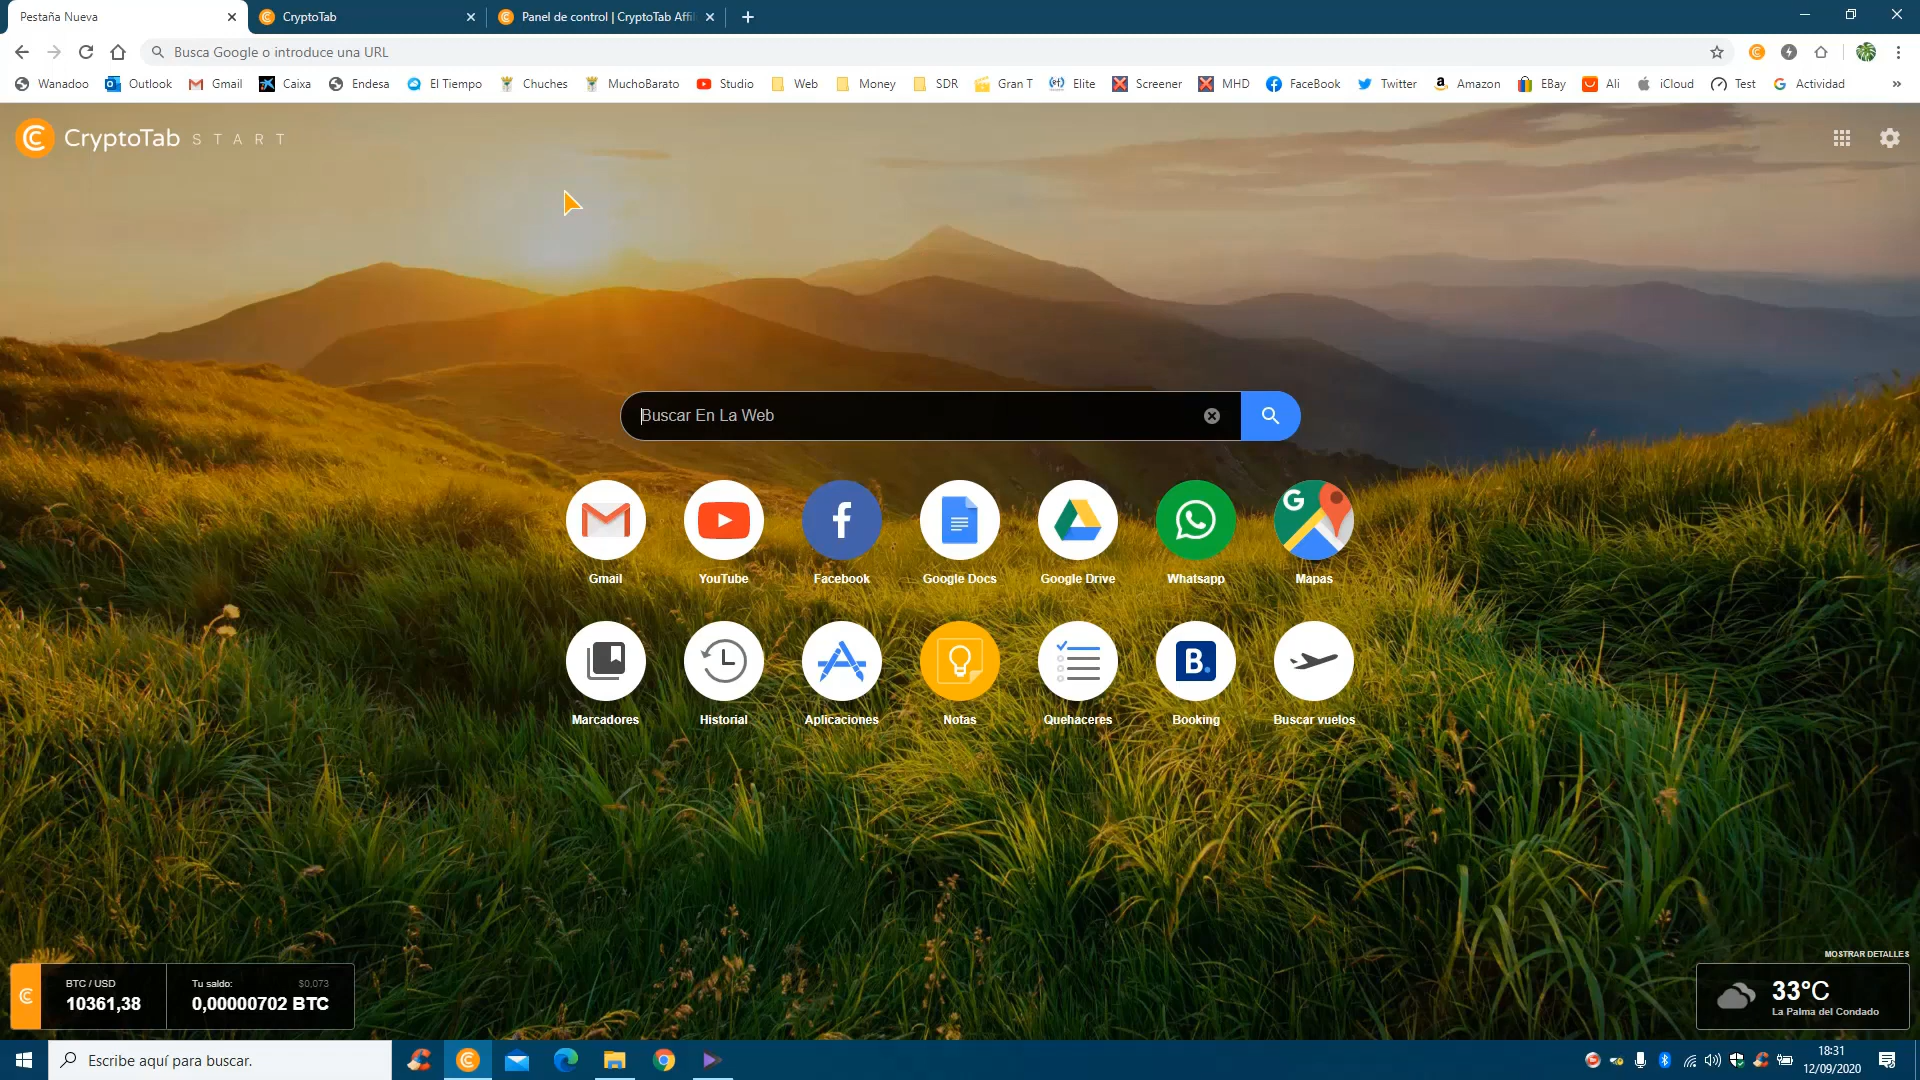 Pestaña Nueva
CryptoTab
Panel de control | CryptoTab Affil
Busca Google o introduce una URL
Wanadoo Outlook Gmail Caixa Endesa El Tiempo Chuches MuchoBarato Studio Web Money SDR Gran T Elite Screener MHD FaceBook Twitter Amazon EBay Ali iCloud Test Actividad »
CryptoTab START
Buscar En La Web
Gmail YouTube Facebook Google Docs Google Drive Whatsapp Mapas
Marcadores Historial Aplicaciones Notas Quehaceres Booking Buscar vuelos
MOSTRAR DETALLES
BTC / USD
10361,38
Tu saldo: $0,073
0,00000702 BTC
33°C
La Palma del Condado
Escribe aquí para buscar.
18:31
12/09/2020